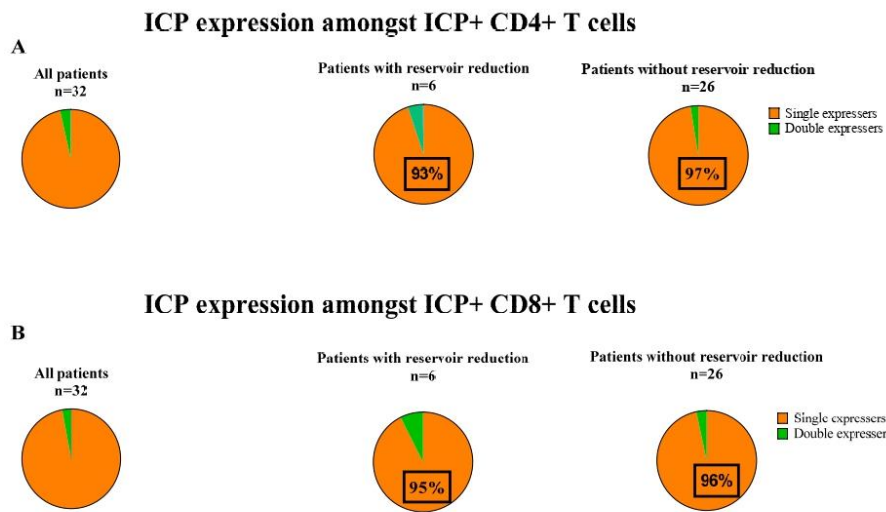 ICP expression amongst ICP+ CD4+ T cells
A
All patients
n=32
Patients with reservoir reduction
n=6
Patients without reservoir reduction
n=26
Single expressers
Double expressers
93%
97%
ICP expression amongst ICP+ CD8+ T cells
B
All patients
n=32
Patients with reservoir reduction
n=6
Patients without reservoir reduction
n=26
Single expressers
Double expresser
95%
96%